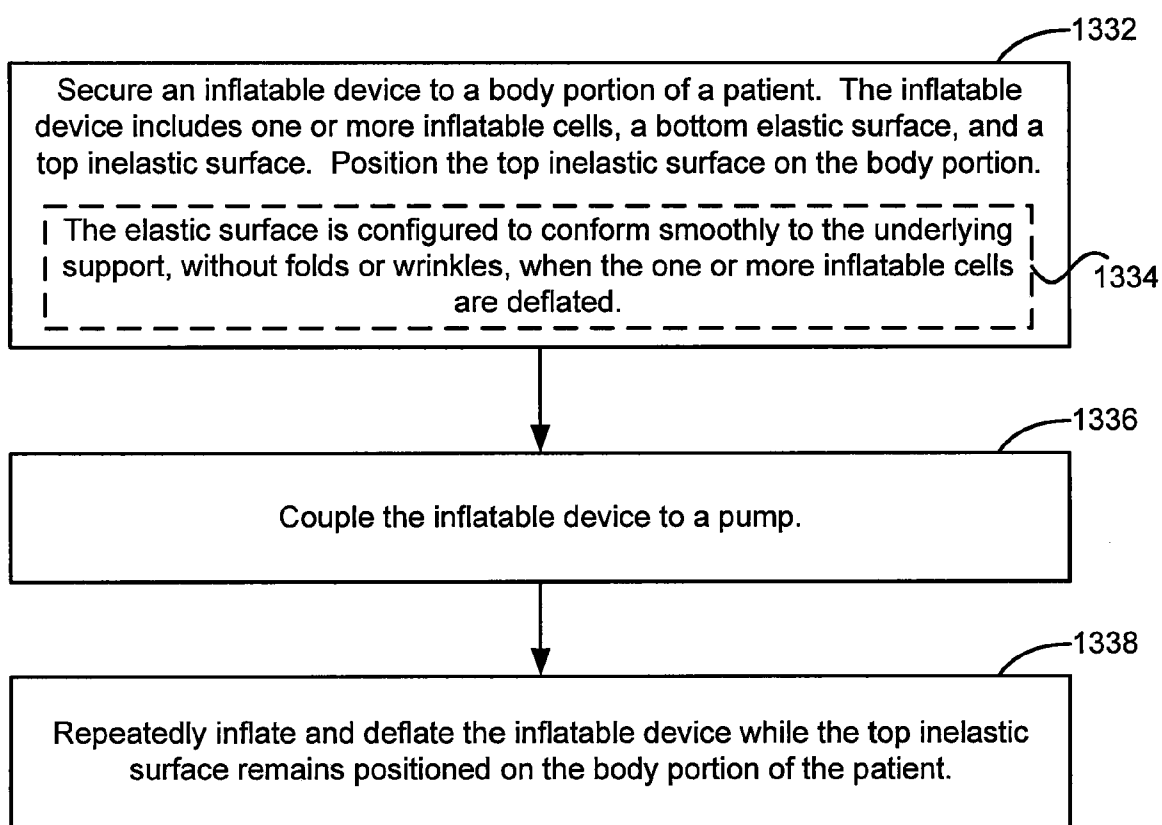 1332
Secure an inflatable device to a body portion of a patient. The inflatable
device includes one or more inflatable cells, a bottom elastic surface, and a
top inelastic surface. Position the top inelastic surface on the body portion.
The elastic surface is configured to conform smoothly to the underlying
support, without folds or wrinkles, when the one or more inflatable cells
are deflated.
1334
1336
Couple the inflatable device to a pump.
1338
Repeatedly inflate and deflate the inflatable device while the top inelastic
surface remains positioned on the body portion of the patient.